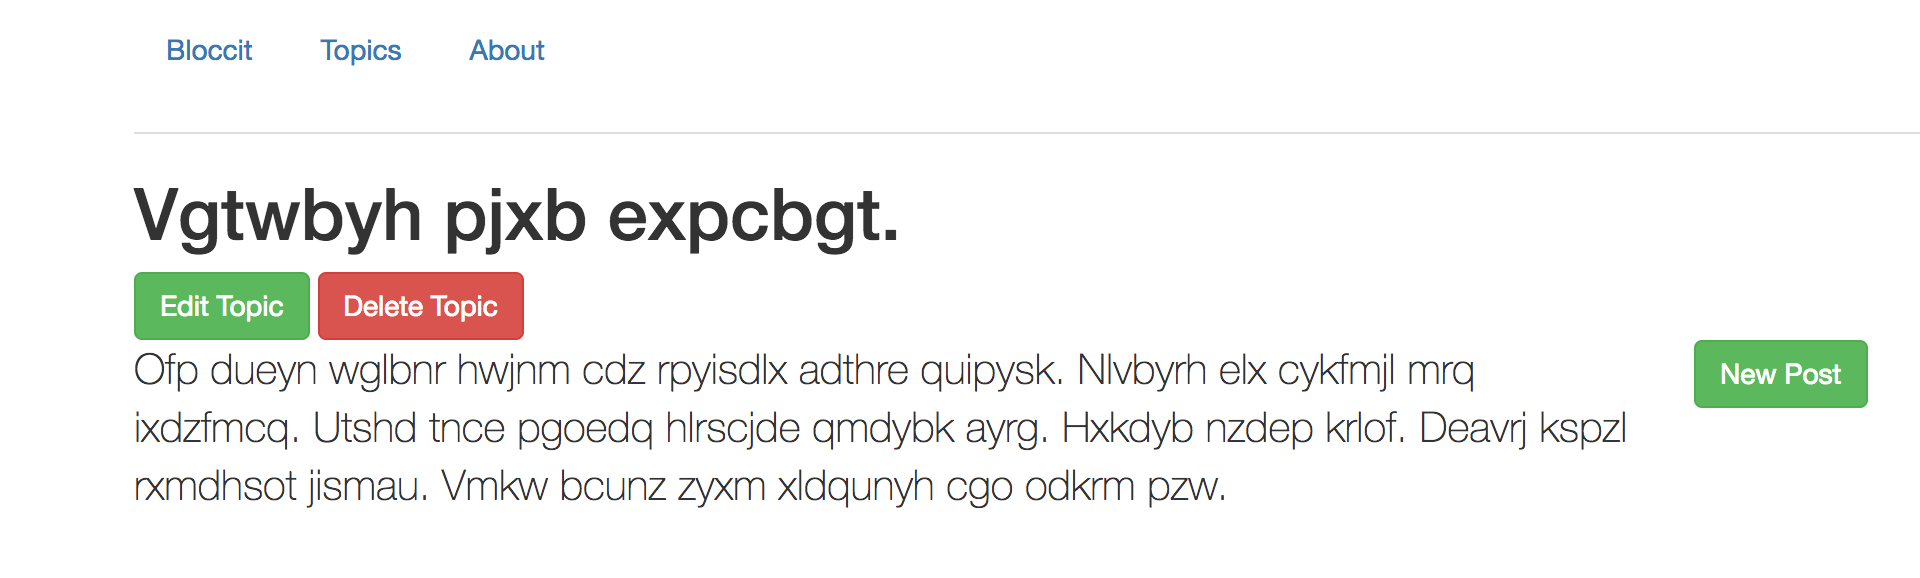 Bloccit Topics About
Vgtwbyh pjxb expcbgt.
Edit Topic Delete Topic
Ofp dueyn wglbnr hwjnm cdz rpyisdlx adthre quipysk. Nlvbyrh elx cykfmjl mrq
ixdzfmcq. Utshd tnce pgoedq hlrscjde qmdybk ayrg. Hxkdyb nzdep krlof. Deavrj kspzl
rxmdhsot jismau. Vmkw bcunz zyxm xldqunyh cgo odkrm pzw.
New Post